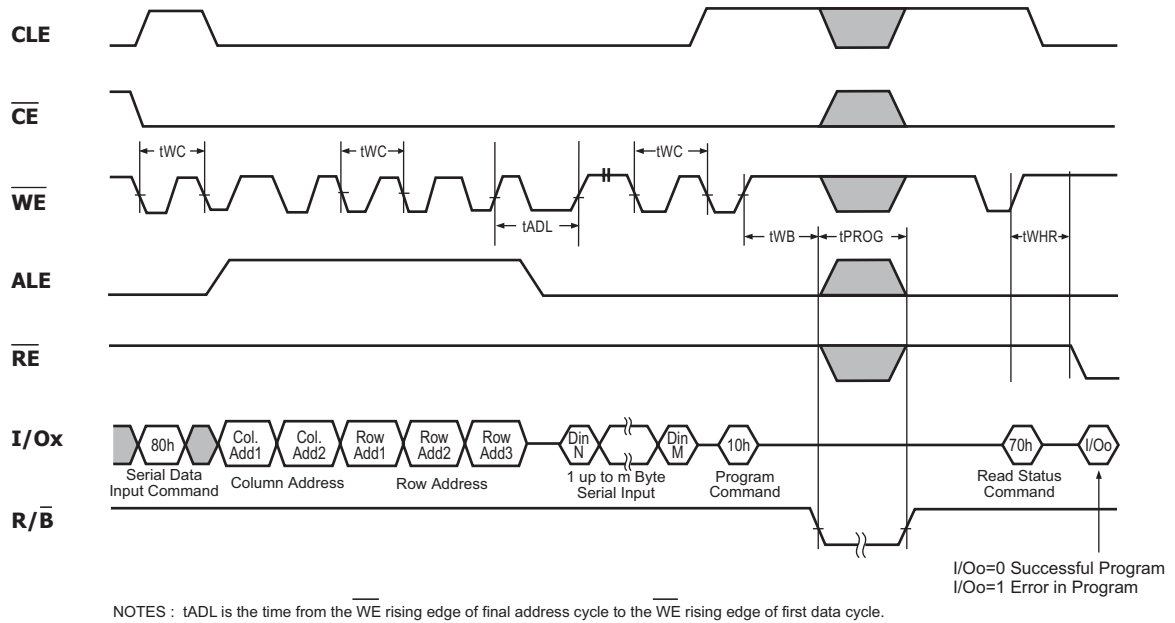 CLE
CE
tWC
tWC
tWC
WE
tADL
tWB
tPROG
tWHR
ALE
RE
I/Ox
80h
Col. Add1
Col. Add2
Row Add1
Row Add2
Row Add3
Din N
Din M
10h
70h
I/Oo
Serial Data
Input Command
Column Address
Row Address
1 up to m Byte
Serial Input
Program
Command
Read Status
Command
R/B̅
I/Oo=0 Successful Program
I/Oo=1 Error in Program
NOTES : tADL is the time from the WE rising edge of final address cycle to the WE rising edge of first data cycle.